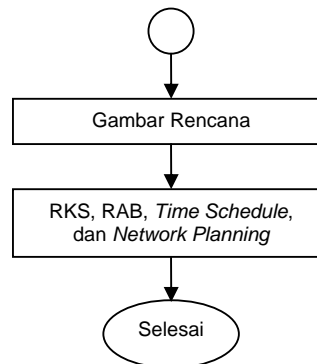 Gambar Rencana
RKS, RAB, Time Schedule,
dan Network Planning
Selesai